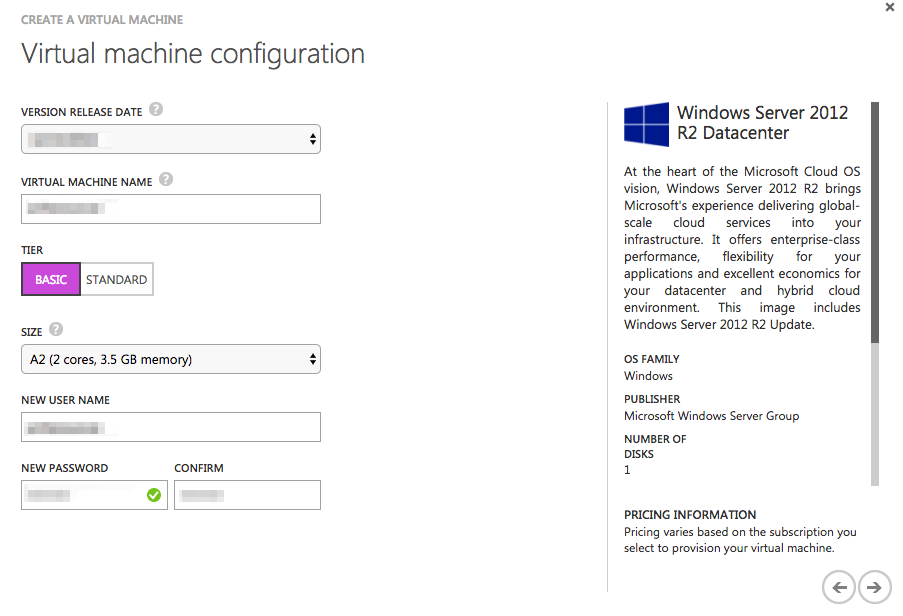 CREATE A VIRTUAL MACHINE
Virtual machine configuration
VERSION RELEASE DATE ?
VIRTUAL MACHINE NAME ?
TIER
BASIC STANDARD
SIZE ?
A2 (2 cores, 3.5 GB memory)
NEW USER NAME
NEW PASSWORD CONFIRM
Windows Server 2012
R2 Datacenter
At the heart of the Microsoft Cloud OS
vision, Windows Server 2012 R2 brings
Microsoft's experience delivering global-
scale cloud services into your
infrastructure. It offers enterprise-class
performance, flexibility for your
applications and excellent economics for
your datacenter and hybrid cloud
environment. This image includes
Windows Server 2012 R2 Update.
OS FAMILY
Windows
PUBLISHER
Microsoft Windows Server Group
NUMBER OF
DISKS
1
PRICING INFORMATION
Pricing varies based on the subscription you
select to provision your virtual machine.